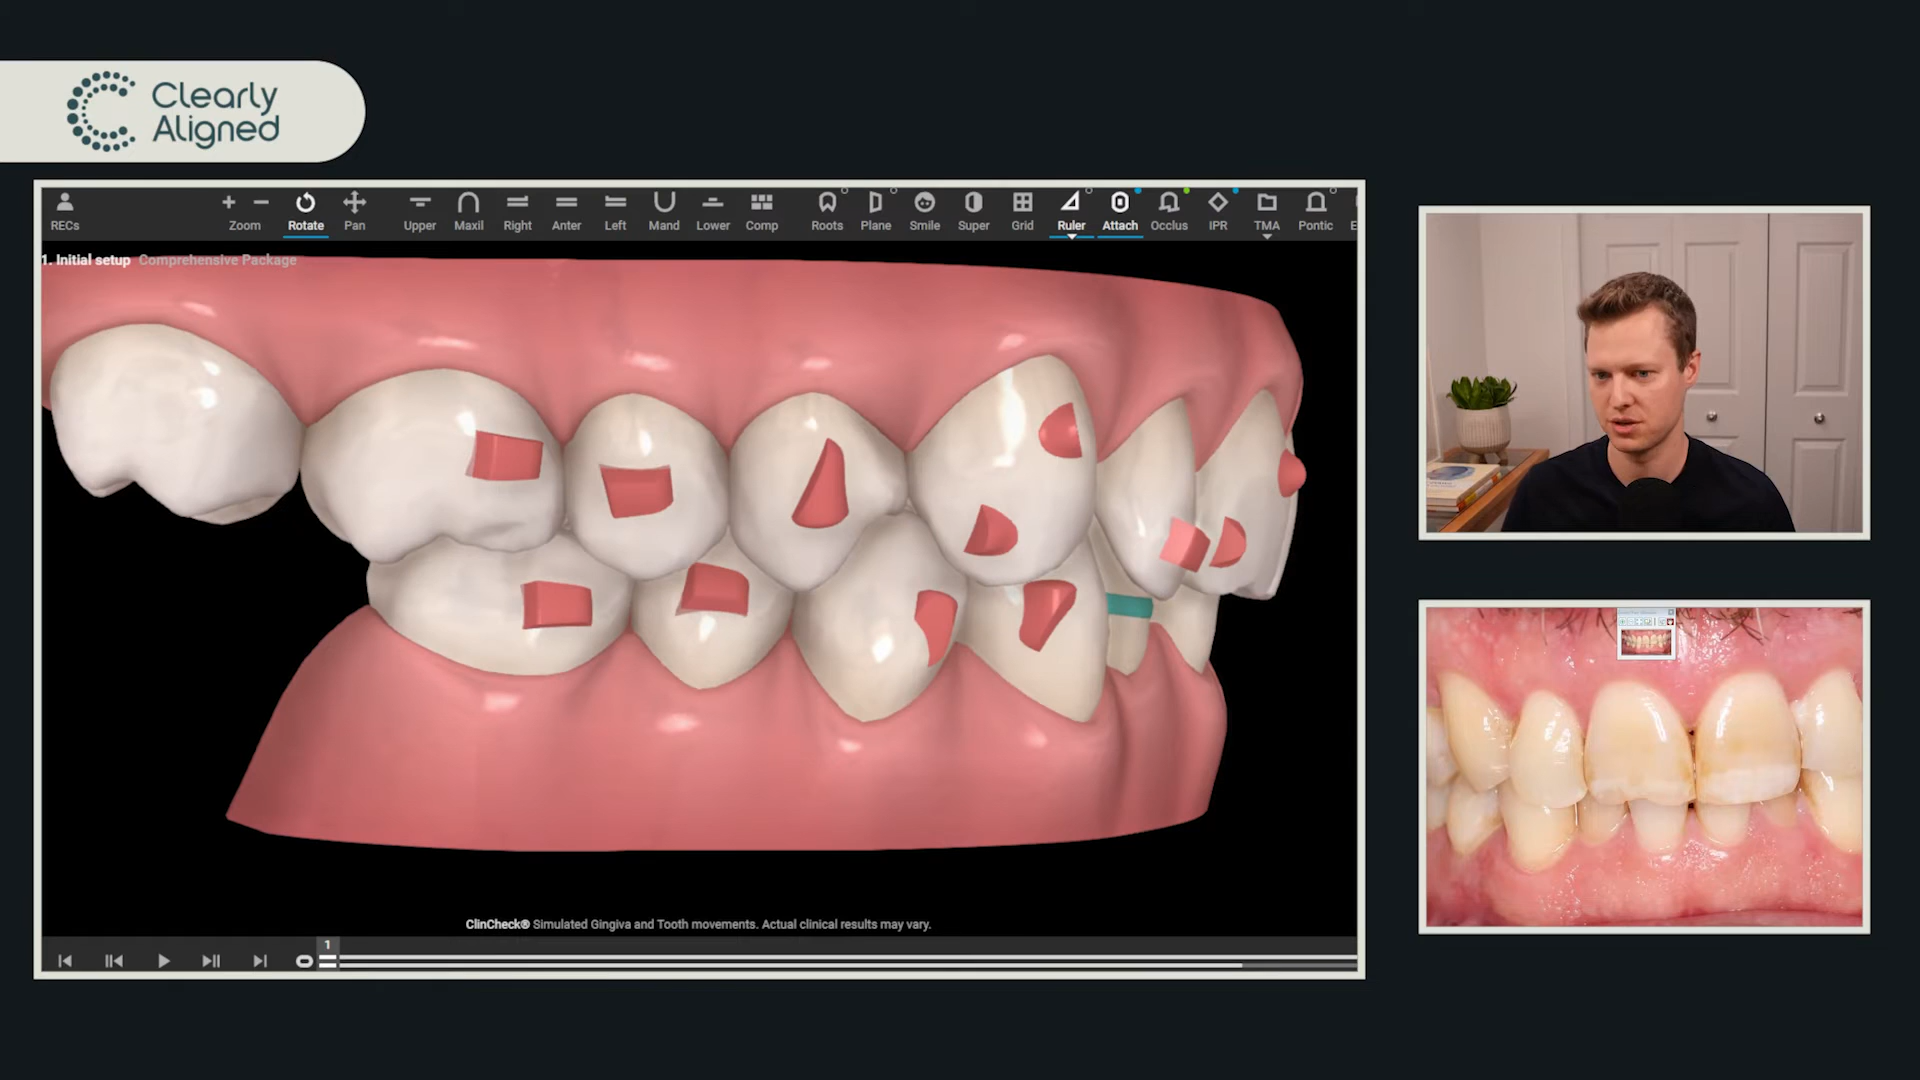 Clearly
Aligned
RECs
Zoom
Rotate
Pan
Upper
Maxil
Right
Anter
Left
Mand
Lower
Comp
Roots
Plane
Smile
Super
Grid
Ruler
Attach
Occlus
IPR
TMA
Pontic
E
1. Initial setup Comprehensive Package
ClinCheck® Simulated Gingiva and Tooth movements. Actual clinical results may vary.
1